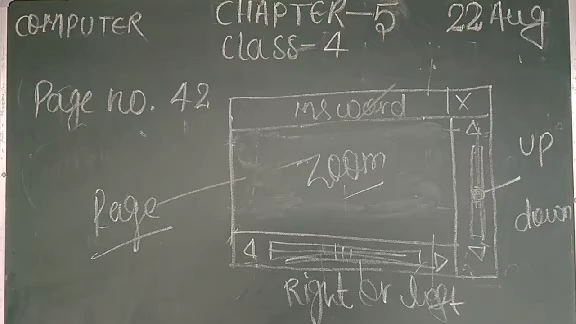 COMPUTER
CHAPTER-5
22 Aug
Class-4
Page no. 42
ms word
X
Zoom
Page
up
down
Right or left